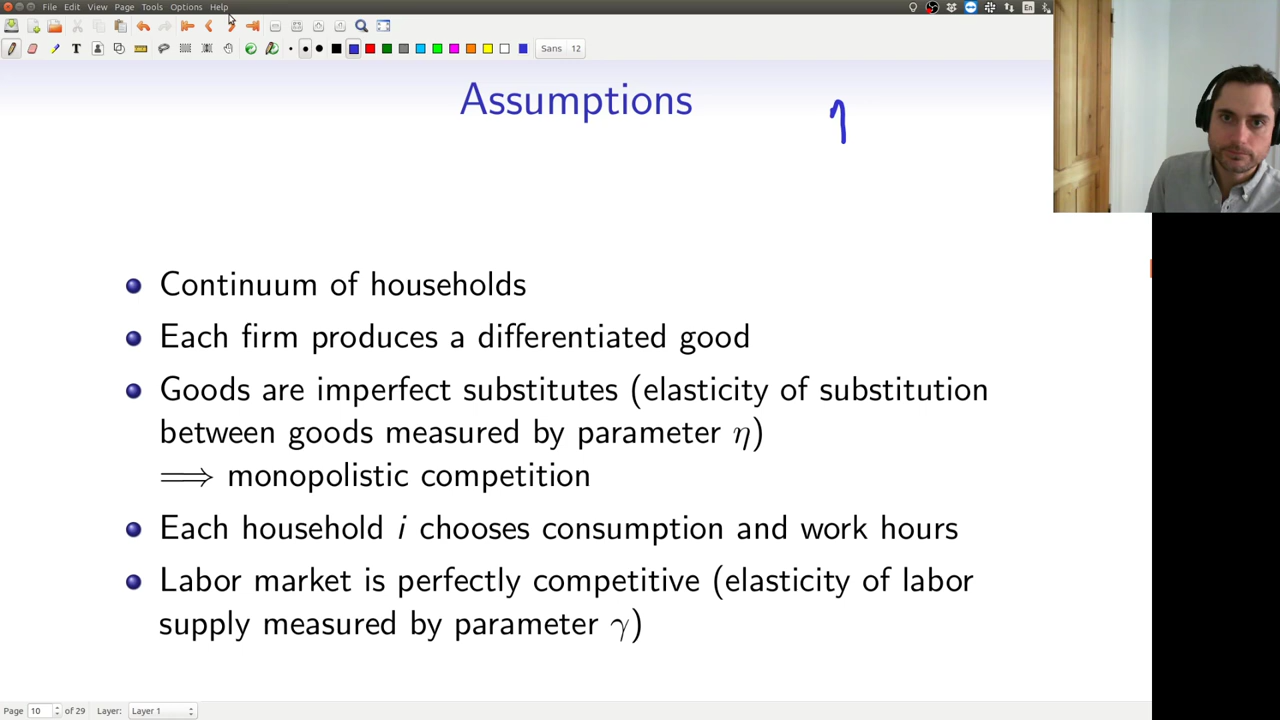 File Edit View Page Tools Options Help
En
Sans 12
Assumptions
1
Continuum of households
Each firm produces a differentiated good
Goods are imperfect substitutes (elasticity of substitution
between goods measured by parameter η)
⟹ monopolistic competition
Each household i chooses consumption and work hours
Labor market is perfectly competitive (elasticity of labor
supply measured by parameter γ)
Page 10 of 29 Layer: Layer 1